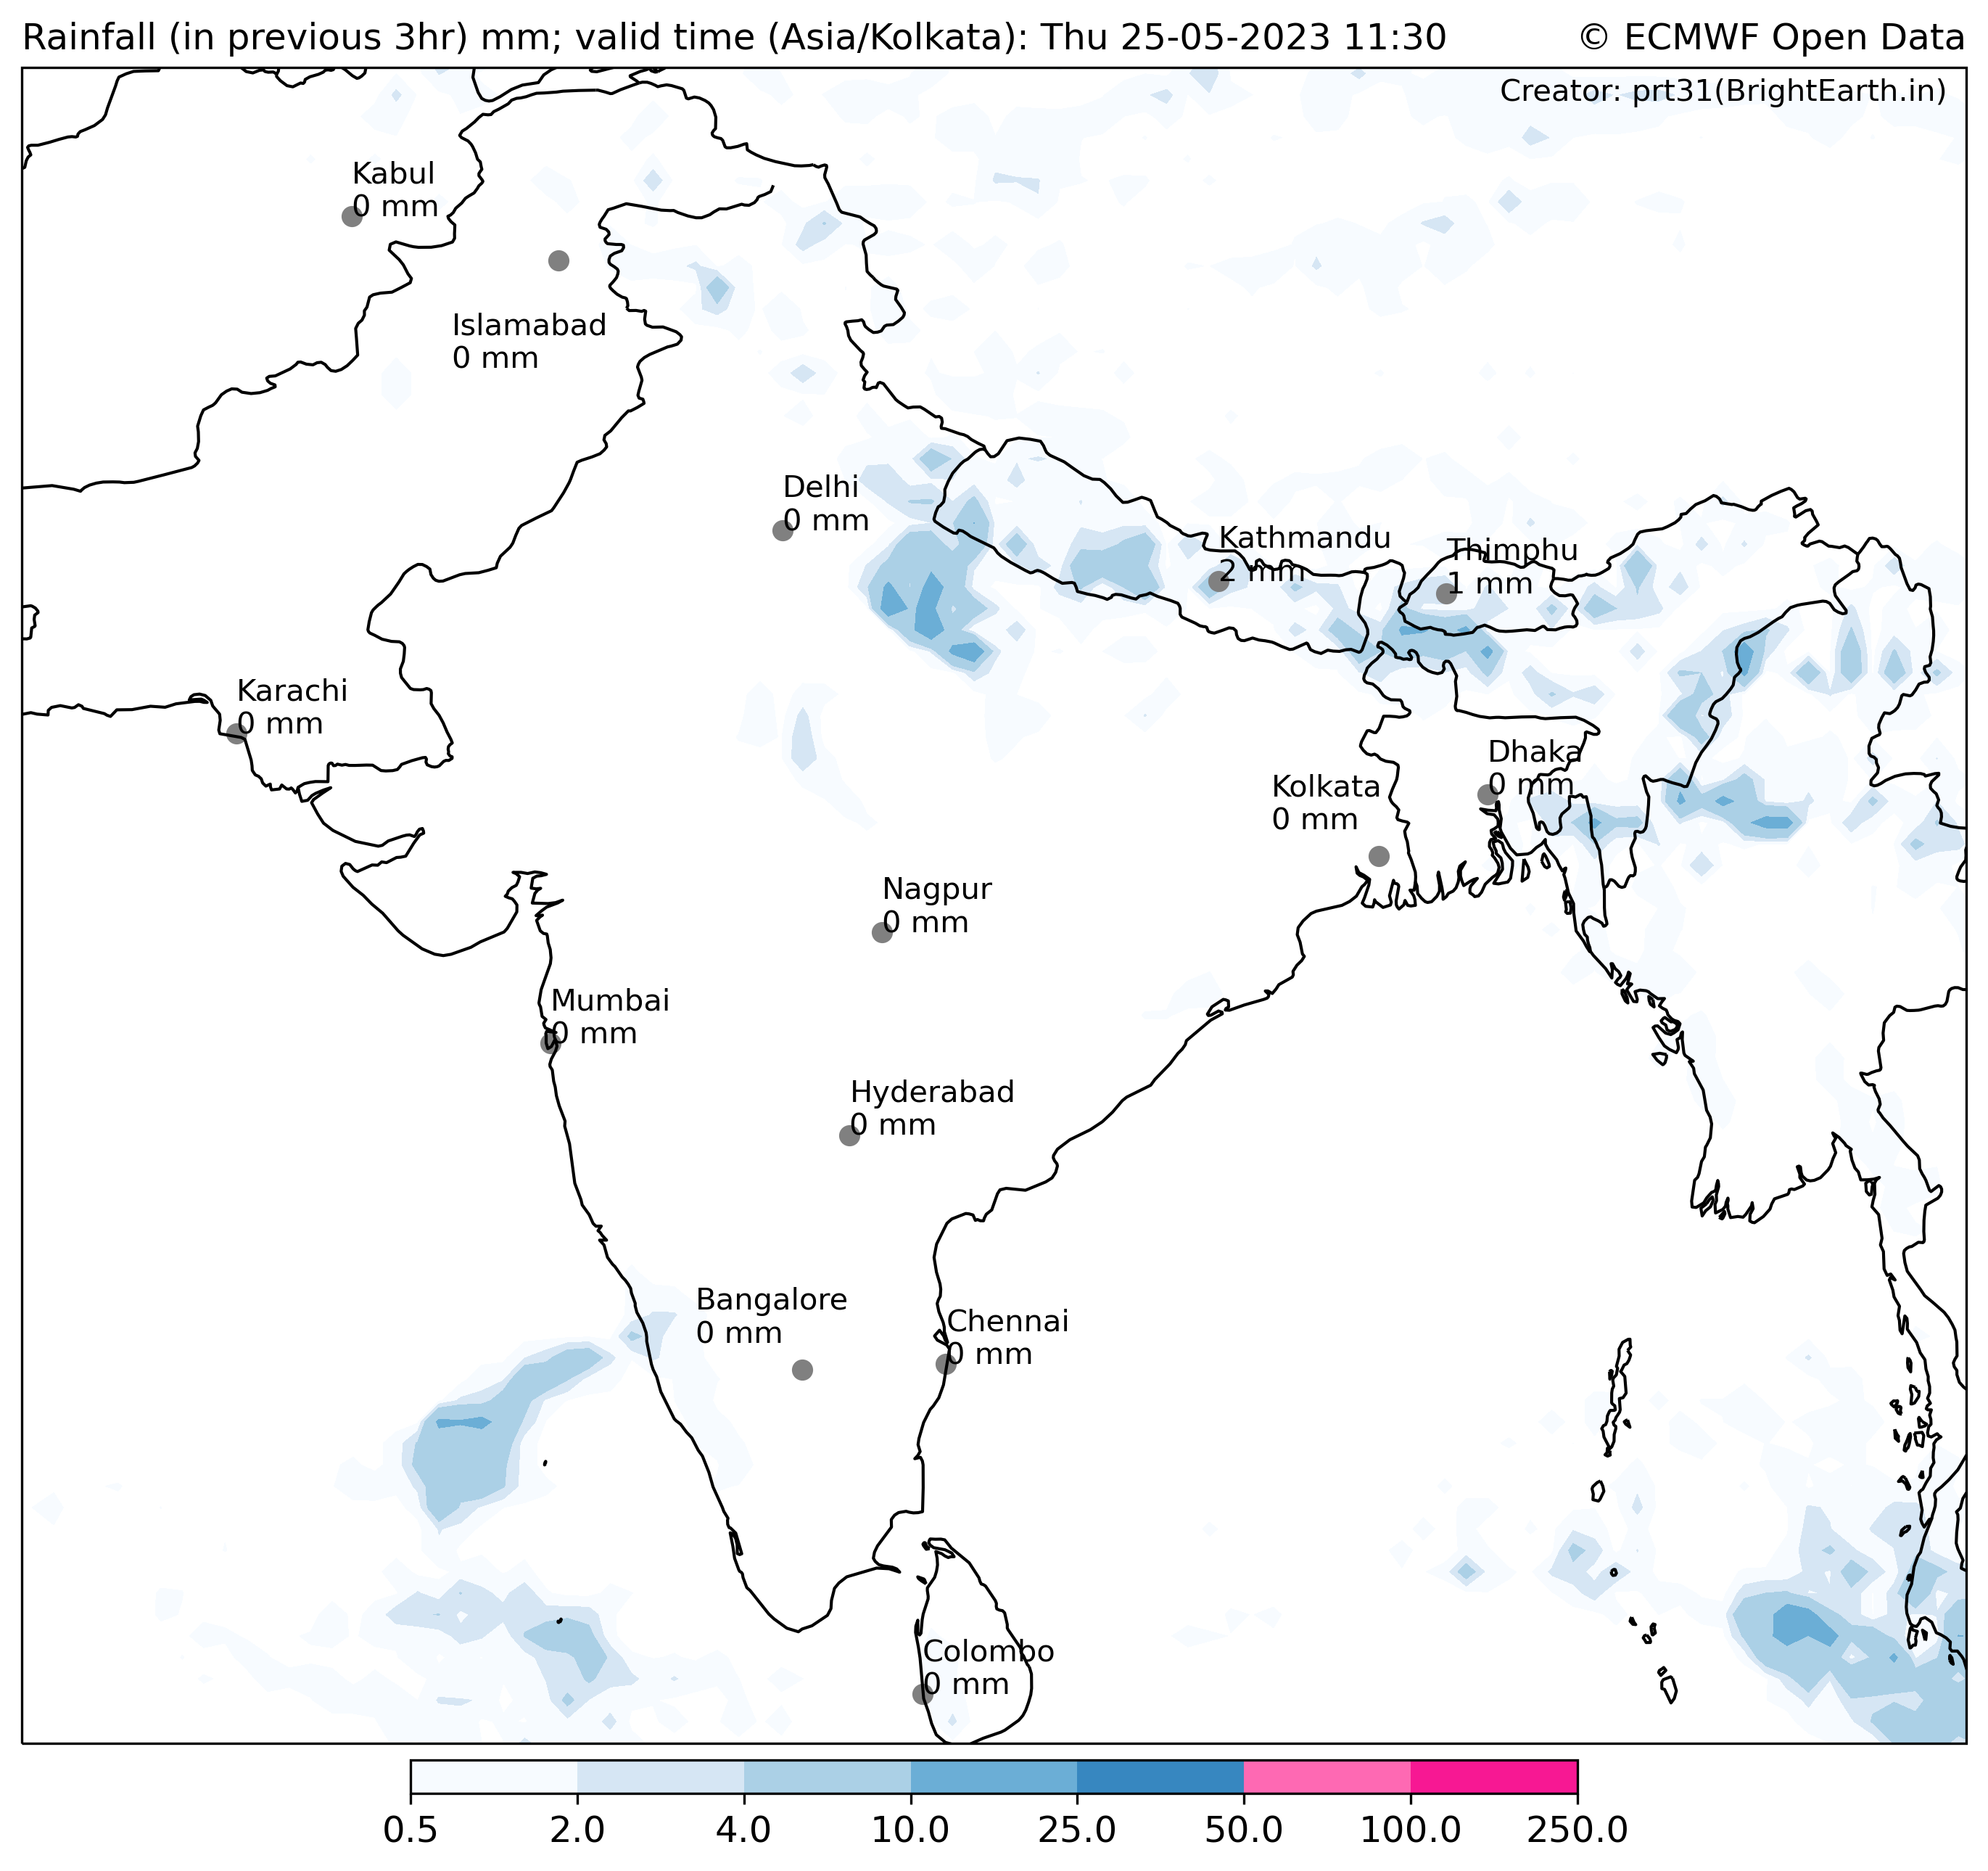 Rainfall (in previous 3hr) mm; valid time (Asia/Kolkata): Thu 25-05-2023 11:30
© ECMWF Open Data
Creator: prt31(BrightEarth.in)
Kabul
0 mm
Islamabad
0 mm
Delhi
0 mm
Kathmandu
2 mm
Thimphu
1 mm
Karachi
0 mm
Dhaka
0 mm
Kolkata
0 mm
Nagpur
0 mm
Mumbai
0 mm
Hyderabad
0 mm
Bangalore
0 mm
Chennai
0 mm
Colombo
0 mm
0.5 2.0 4.0 10.0 25.0 50.0 100.0 250.0